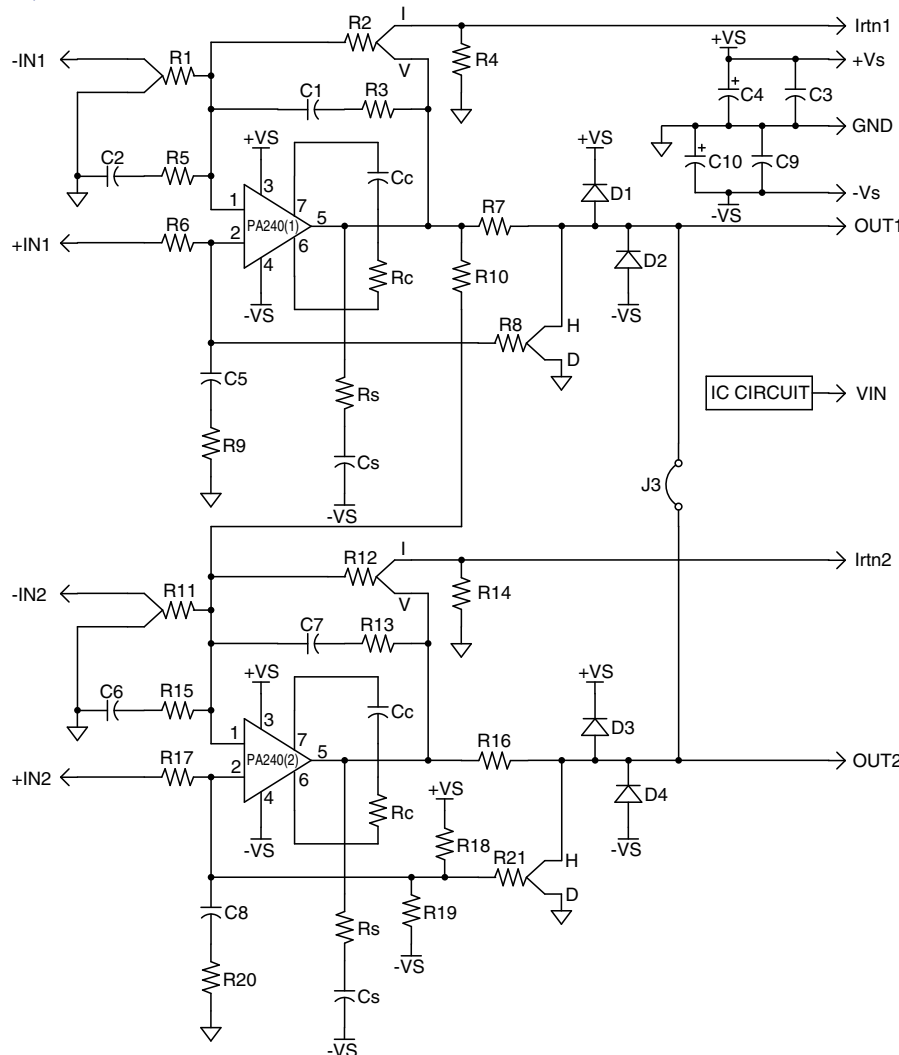 R2
I
Irtn1
-IN1
R1
V
R4
+VS
+Vs
C1
R3
C4
C3
+
GND
C2
R5
+VS
Cc
+
C10
C9
+VS
D1
-Vs
-VS
1
3
7
PA240(1)
5
R7
OUT1
+IN1
R6
2
6
4
Rc
R10
D2
-VS
-VS
R8
H
D
C5
Rs
IC CIRCUIT
VIN
R9
Cs
J3
-VS
R12
I
Irtn2
-IN2
R11
V
R14
C7
R13
+VS
Cc
+VS
C6
R15
D3
1
3
7
PA240(2)
5
R16
OUT2
+IN2
R17
2
6
4
Rc
+VS
D4
-VS
R18
-VS
R21
H
D
C8
Rs
R19
-VS
R20
Cs
-VS